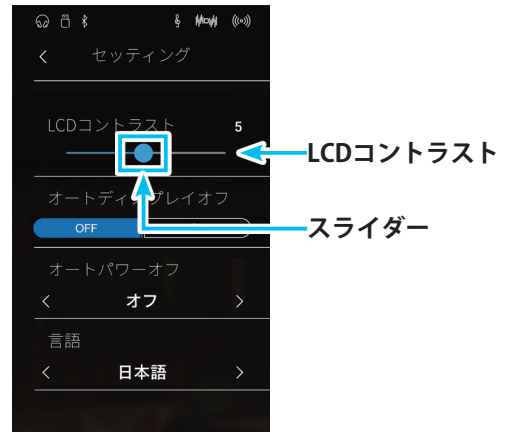 セッティング
LCDコントラスト 5
LCDコントラスト
オートディスプレイオフ
スライダー
OFF
オートパワーオフ
オフ
言語
日本語